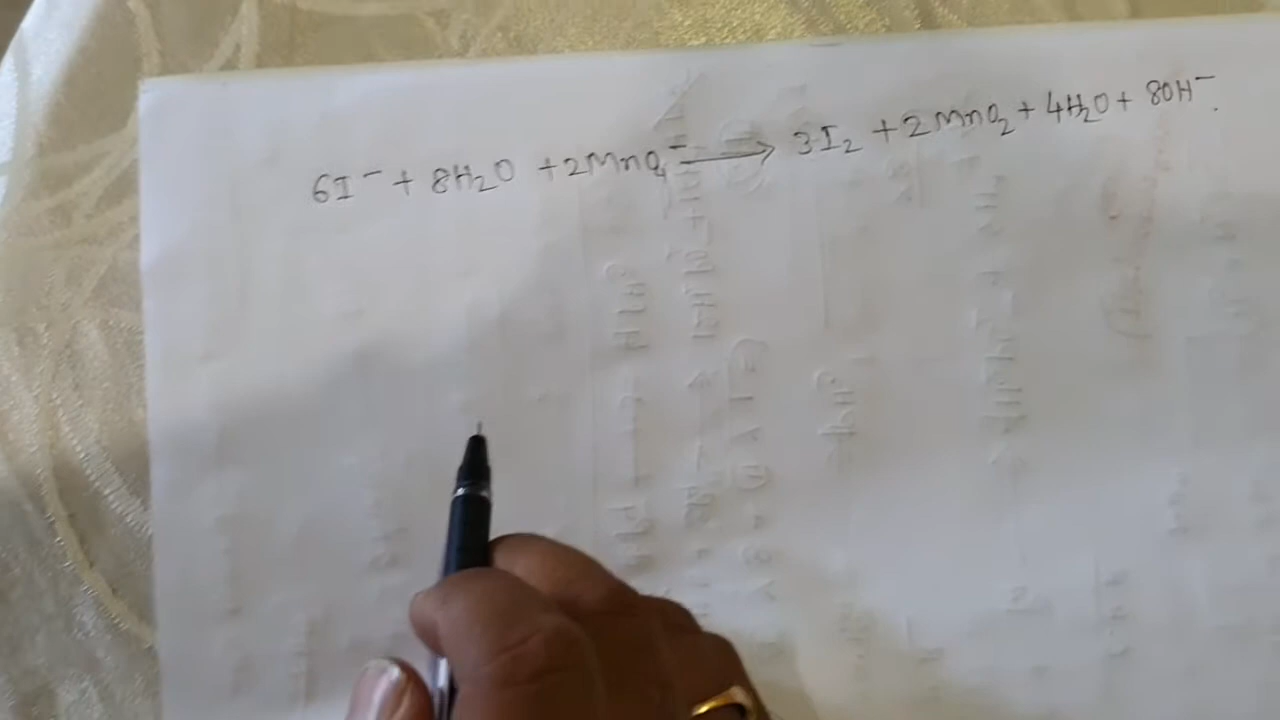 6I⁻ + 8H₂O + 2MnO₄⁻ ⟶ 3I₂ + 2MnO₂ + 4H₂O + 8OH⁻.